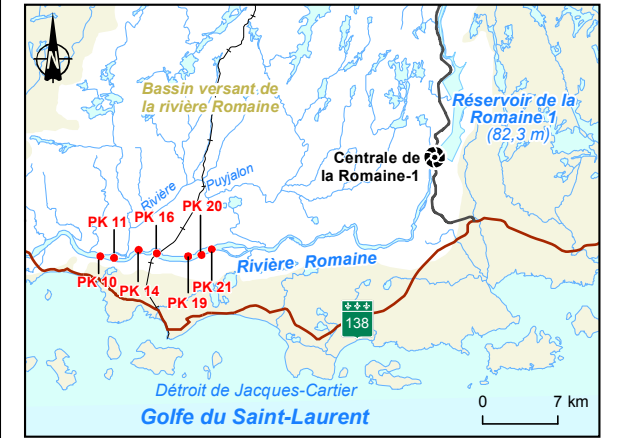 N
Bassin versant de
la rivière Romaine
Réservoir de la
Romaine 1
(82,3 m)
Centrale de
la Romaine-1
Rivière Puyjalon
PK 11
PK 16
PK 20
PK 10
PK 14
PK 19
PK 21
Rivière Romaine
138
Détroit de Jacques-Cartier
Golfe du Saint-Laurent
0 7 km